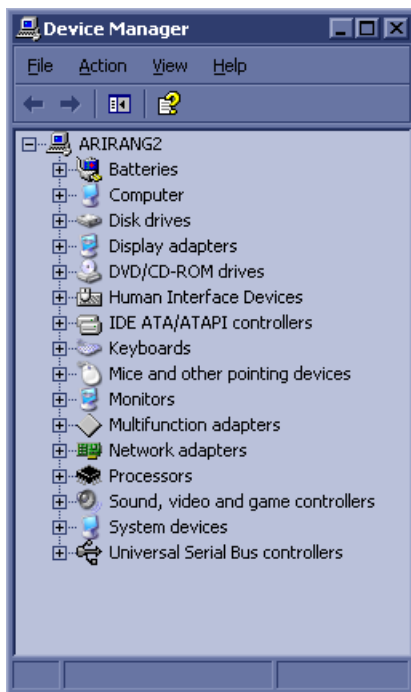 Device Manager
File Action View Help
ARIRANG2
Batteries
Computer
Disk drives
Display adapters
DVD/CD-ROM drives
Human Interface Devices
IDE ATA/ATAPI controllers
Keyboards
Mice and other pointing devices
Monitors
Multifunction adapters
Network adapters
Processors
Sound, video and game controllers
System devices
Universal Serial Bus controllers